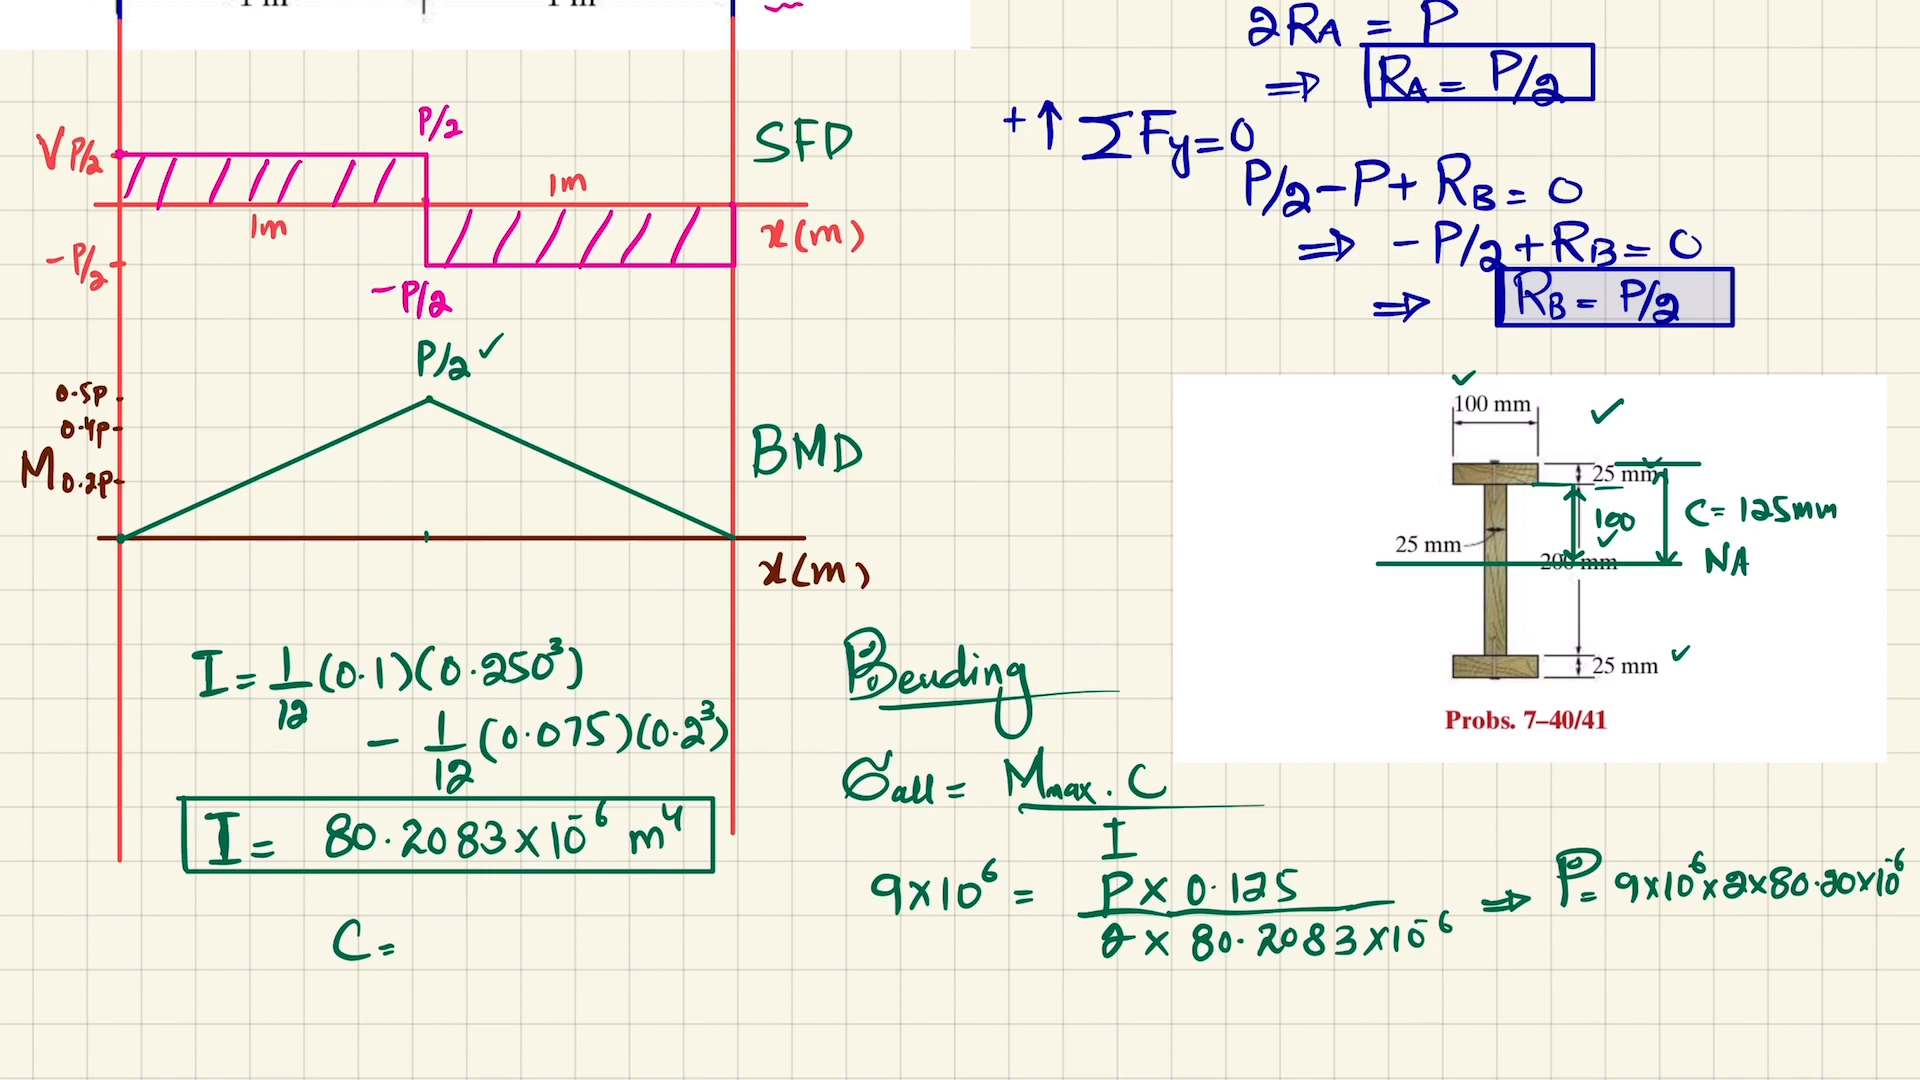 1 m 1 m
2RA = P
⇒ RA = P/2
+↑ ΣFy=0
P/2-P+ RB = 0
⇒ -P/2+RB = 0
⇒ RB = P/2
P/2
SFD
V P/2
1m
1m
x(m)
-P/2
-P/2
P/2 ✓
0.5P
0.4P
M 0.2P
BMD
x(m)
✓
100 mm ✓
25 mm
100
✓
C= 125mm
25 mm
200 mm
NA
25 mm ✓
Probs. 7–40/41
I = 1/12 (0.1)(0.250³)
- 1/12 (0.075)(0.2³)
I = 80.2083×10⁻⁶ m⁴
C =
Bending
σall = Mmax . C / I
9×10⁶ = P × 0.125 / 2 × 80.2083×10⁻⁶ ⇒ P = 9×10⁶×2×80.20×10⁻⁶